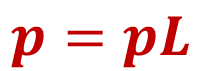 p = pL